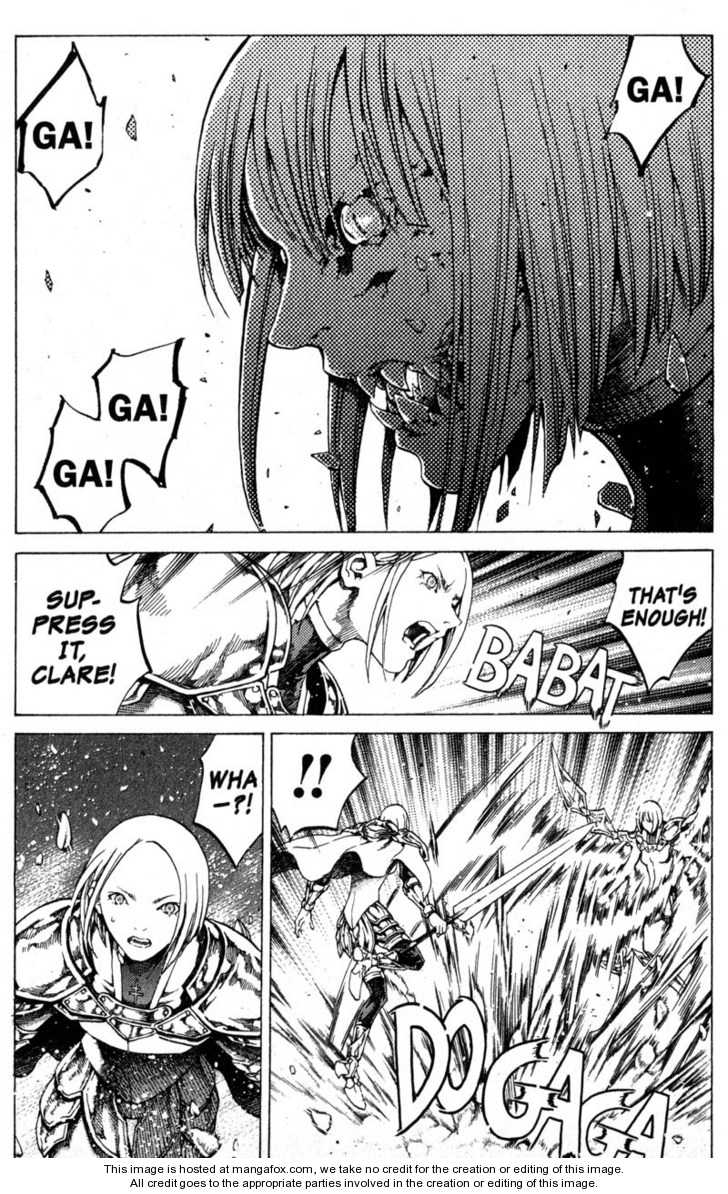 GA!
GA!
GA!
GA!
THAT'S
ENOUGH!
BABAT
SUP-
PRESS
IT,
CLARE!
!!
DOGAGA
WHA
—?!
This image is hosted at mangafox.com, we take no credit for the creation or editing of this image.
All credit goes to the appropriate parties involved in the creation or editing of this image.